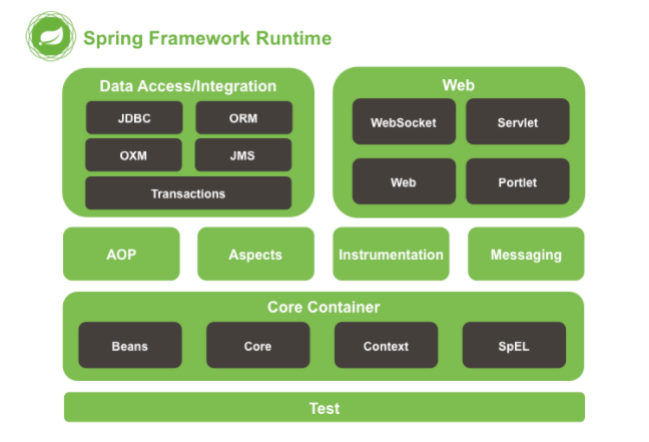 Spring Framework Runtime
Data Access/Integration
JDBC ORM
OXM JMS
Transactions
Web
WebSocket Servlet
Web Portlet
AOP Aspects Instrumentation Messaging
Core Container
Beans Core Context SpEL
Test